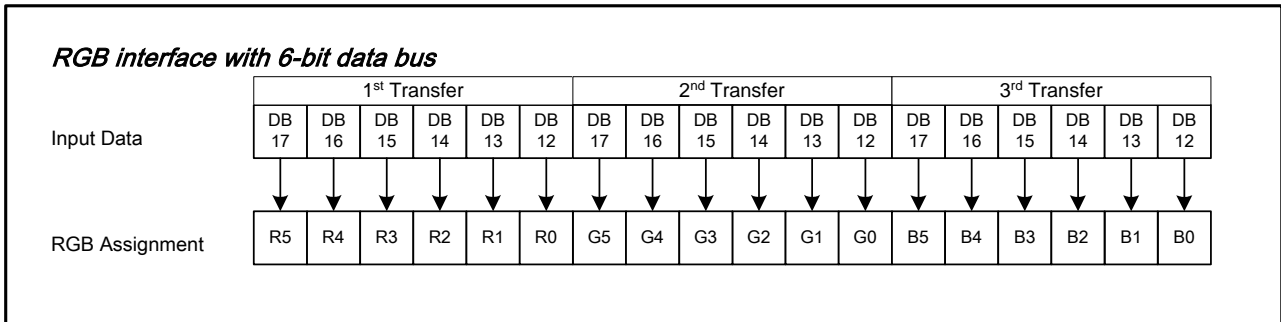 RGB interface with 6-bit data bus
1st Transfer 2nd Transfer 3rd Transfer
Input Data
DB DB DB DB DB DB DB DB DB DB DB DB DB DB DB DB DB DB
17 16 15 14 13 12 17 16 15 14 13 12 17 16 15 14 13 12
RGB Assignment R5 R4 R3 R2 R1 R0 G5 G4 G3 G2 G1 G0 B5 B4 B3 B2 B1 B0